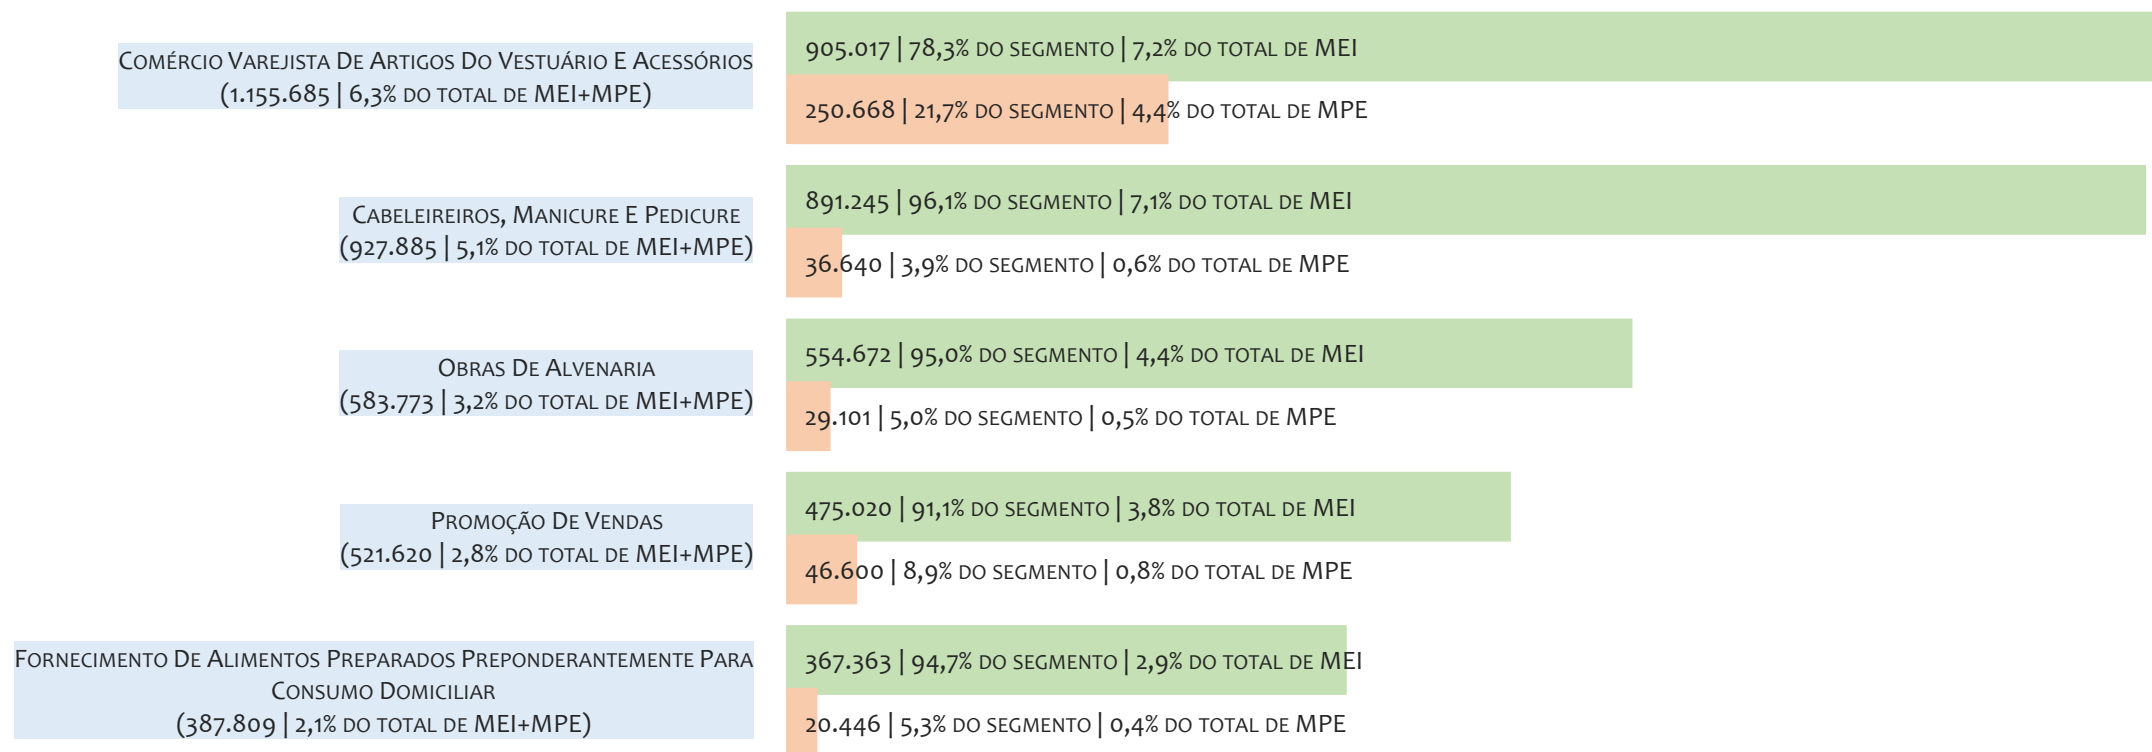 Comércio Varejista De Artigos Do Vestuário E Acessórios
(1.155.685 | 6,3% do total de MEI+MPE)
905.017 | 78,3% do segmento | 7,2% do total de MEI
250.668 | 21,7% do segmento | 4,4% do total de MPE
Cabeleireiros, Manicure E Pedicure
(927.885 | 5,1% do total de MEI+MPE)
891.245 | 96,1% do segmento | 7,1% do total de MEI
36.640 | 3,9% do segmento | 0,6% do total de MPE
Obras De Alvenaria
(583.773 | 3,2% do total de MEI+MPE)
554.672 | 95,0% do segmento | 4,4% do total de MEI
29.101 | 5,0% do segmento | 0,5% do total de MPE
Promoção De Vendas
(521.620 | 2,8% do total de MEI+MPE)
475.020 | 91,1% do segmento | 3,8% do total de MEI
46.600 | 8,9% do segmento | 0,8% do total de MPE
Fornecimento De Alimentos Preparados Preponderantemente Para
Consumo Domiciliar
(387.809 | 2,1% do total de MEI+MPE)
367.363 | 94,7% do segmento | 2,9% do total de MEI
20.446 | 5,3% do segmento | 0,4% do total de MPE